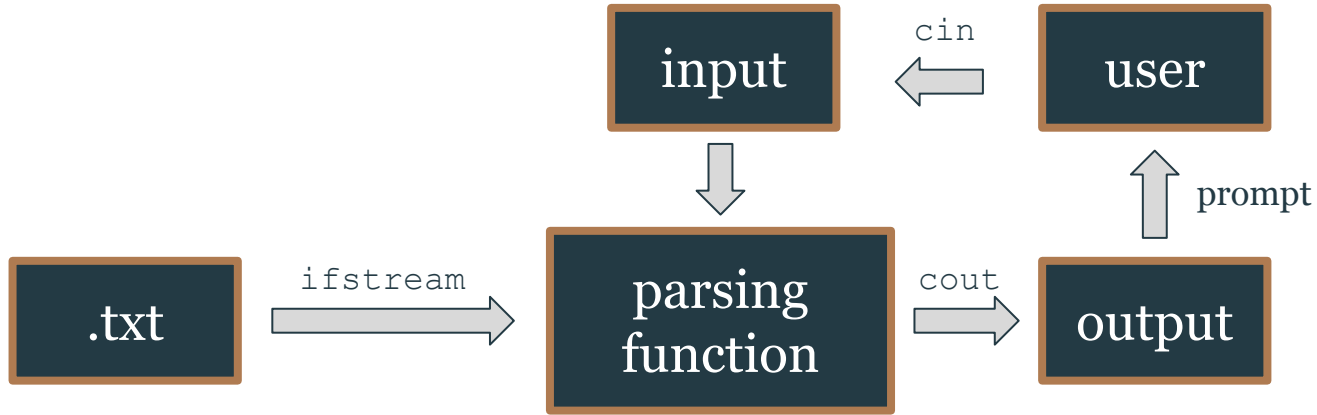 cin
input
user
prompt
.txt
ifstream
parsing
function
cout
output